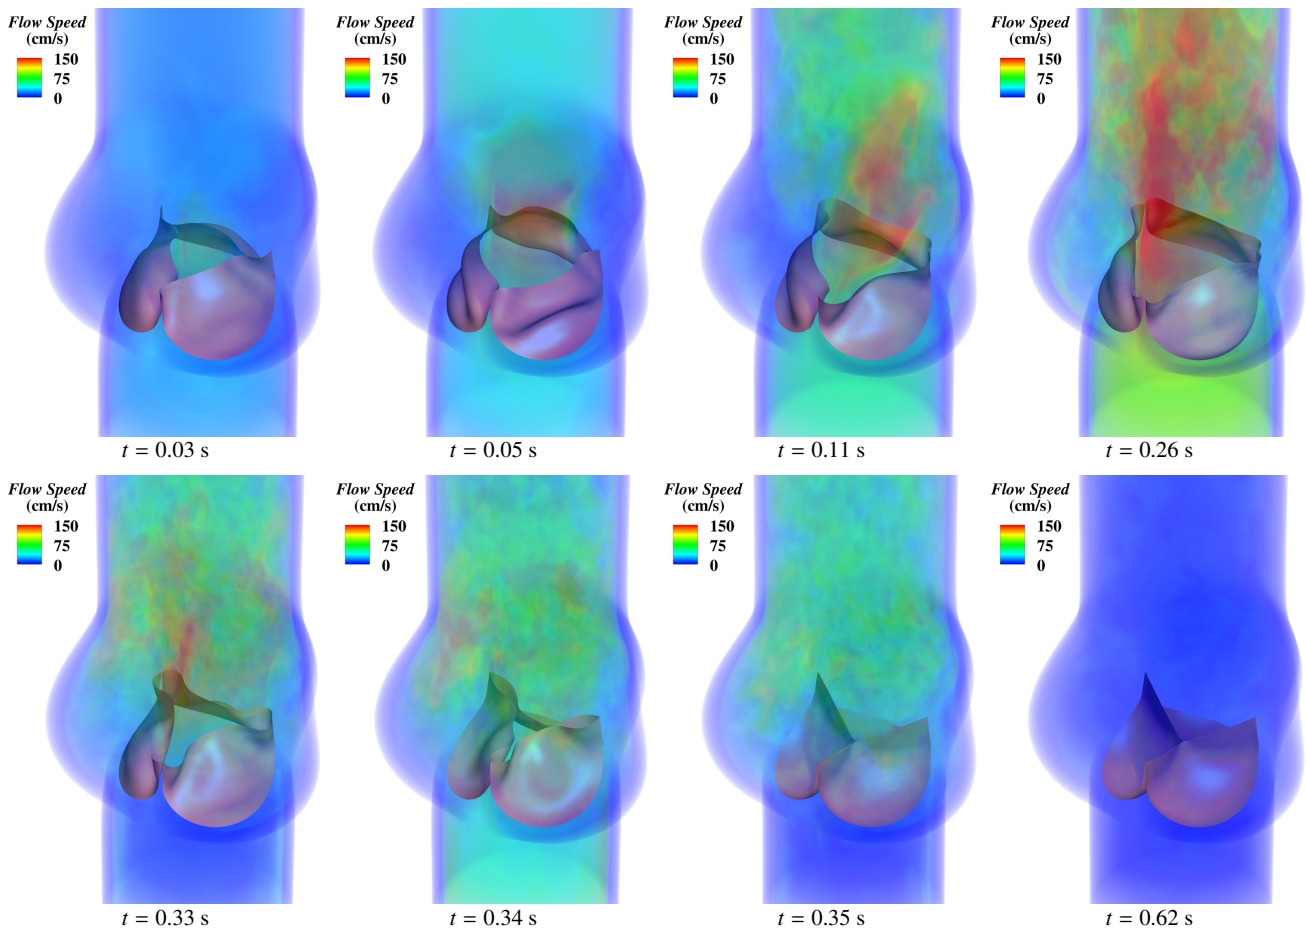 Flow Speed
(cm/s)
150
75
0
t = 0.03 s
Flow Speed
(cm/s)
150
75
0
t = 0.05 s
Flow Speed
(cm/s)
150
75
0
t = 0.11 s
Flow Speed
(cm/s)
150
75
0
t = 0.26 s
Flow Speed
(cm/s)
150
75
0
t = 0.33 s
Flow Speed
(cm/s)
150
75
0
t = 0.34 s
Flow Speed
(cm/s)
150
75
0
t = 0.35 s
Flow Speed
(cm/s)
150
75
0
t = 0.62 s